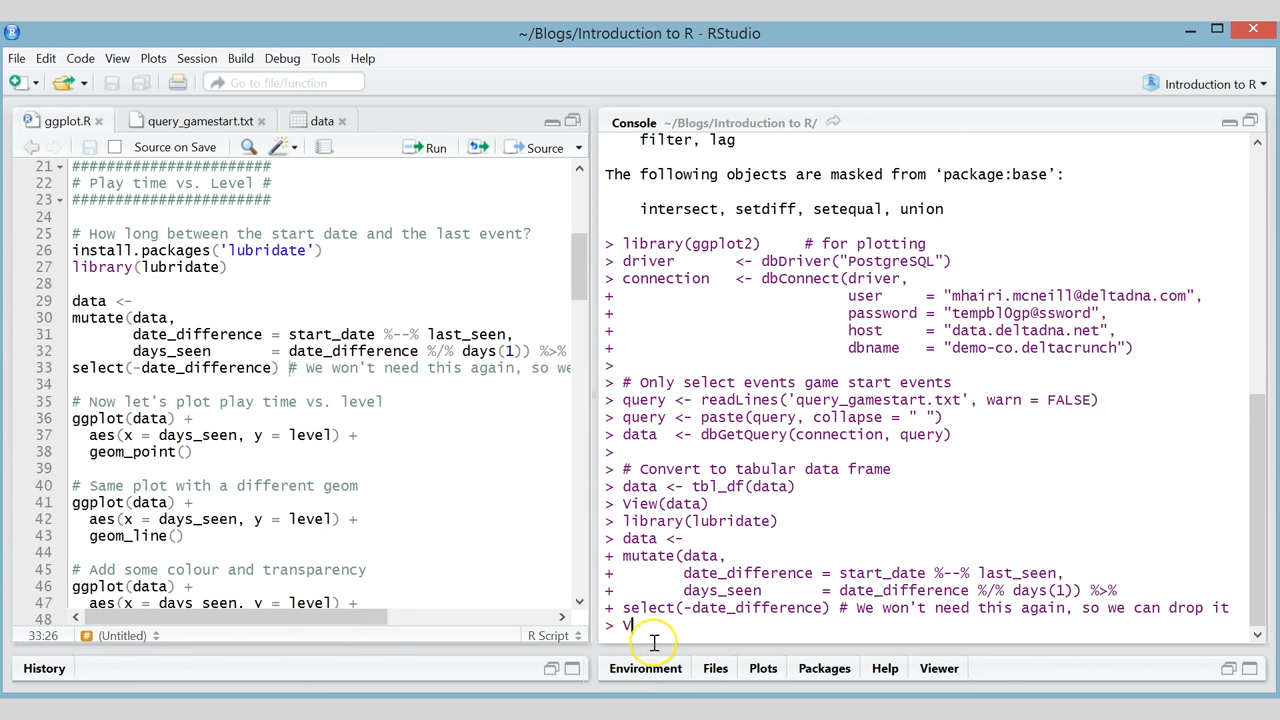 ~/Blogs/Introduction to R - RStudio
File Edit Code View Plots Session Build Debug Tools Help
Go to file/function
Introduction to R
ggplot.R
query_gamestart.txt
data
Source on Save
Run
Source
21 #######################
22 # Play time vs. Level #
23 #######################
24
25 # How long between the start date and the last event?
26 install.packages('lubridate')
27 library(lubridate)
28
29 data <-
30 mutate(data,
31 date_difference = start_date %--% last_seen,
32 days_seen = date_difference %/% days(1)) %>%
33 select(-date_difference) # We won't need this again, so we
34
35 # Now let's plot play time vs. level
36 ggplot(data) +
37 aes(x = days_seen, y = level) +
38 geom_point()
39
40 # Same plot with a different geom
41 ggplot(data) +
42 aes(x = days_seen, y = level) +
43 geom_line()
44
45 # Add some colour and transparency
46 ggplot(data) +
47 aes(x = days_seen, y = level) +
33:26 (Untitled) R Script
History
Console ~/Blogs/Introduction to R/
filter, lag
The following objects are masked from ‘package:base’:
intersect, setdiff, setequal, union
> library(ggplot2) # for plotting
> driver <- dbDriver("PostgreSQL")
> connection <- dbConnect(driver,
+ user = "mhairi.mcneill@deltadna.com",
+ password = "tempbl0gp@ssword",
+ host = "data.deltadna.net",
+ dbname = "demo-co.deltacrunch")
>
> # Only select events game start events
> query <- readLines('query_gamestart.txt', warn = FALSE)
> query <- paste(query, collapse = " ")
> data <- dbGetQuery(connection, query)
>
> # Convert to tabular data frame
> data <- tbl_df(data)
> View(data)
> library(lubridate)
> data <-
+ mutate(data,
+ date_difference = start_date %--% last_seen,
+ days_seen = date_difference %/% days(1)) %>%
+ select(-date_difference) # We won't need this again, so we can drop it
> V
Environment Files Plots Packages Help Viewer